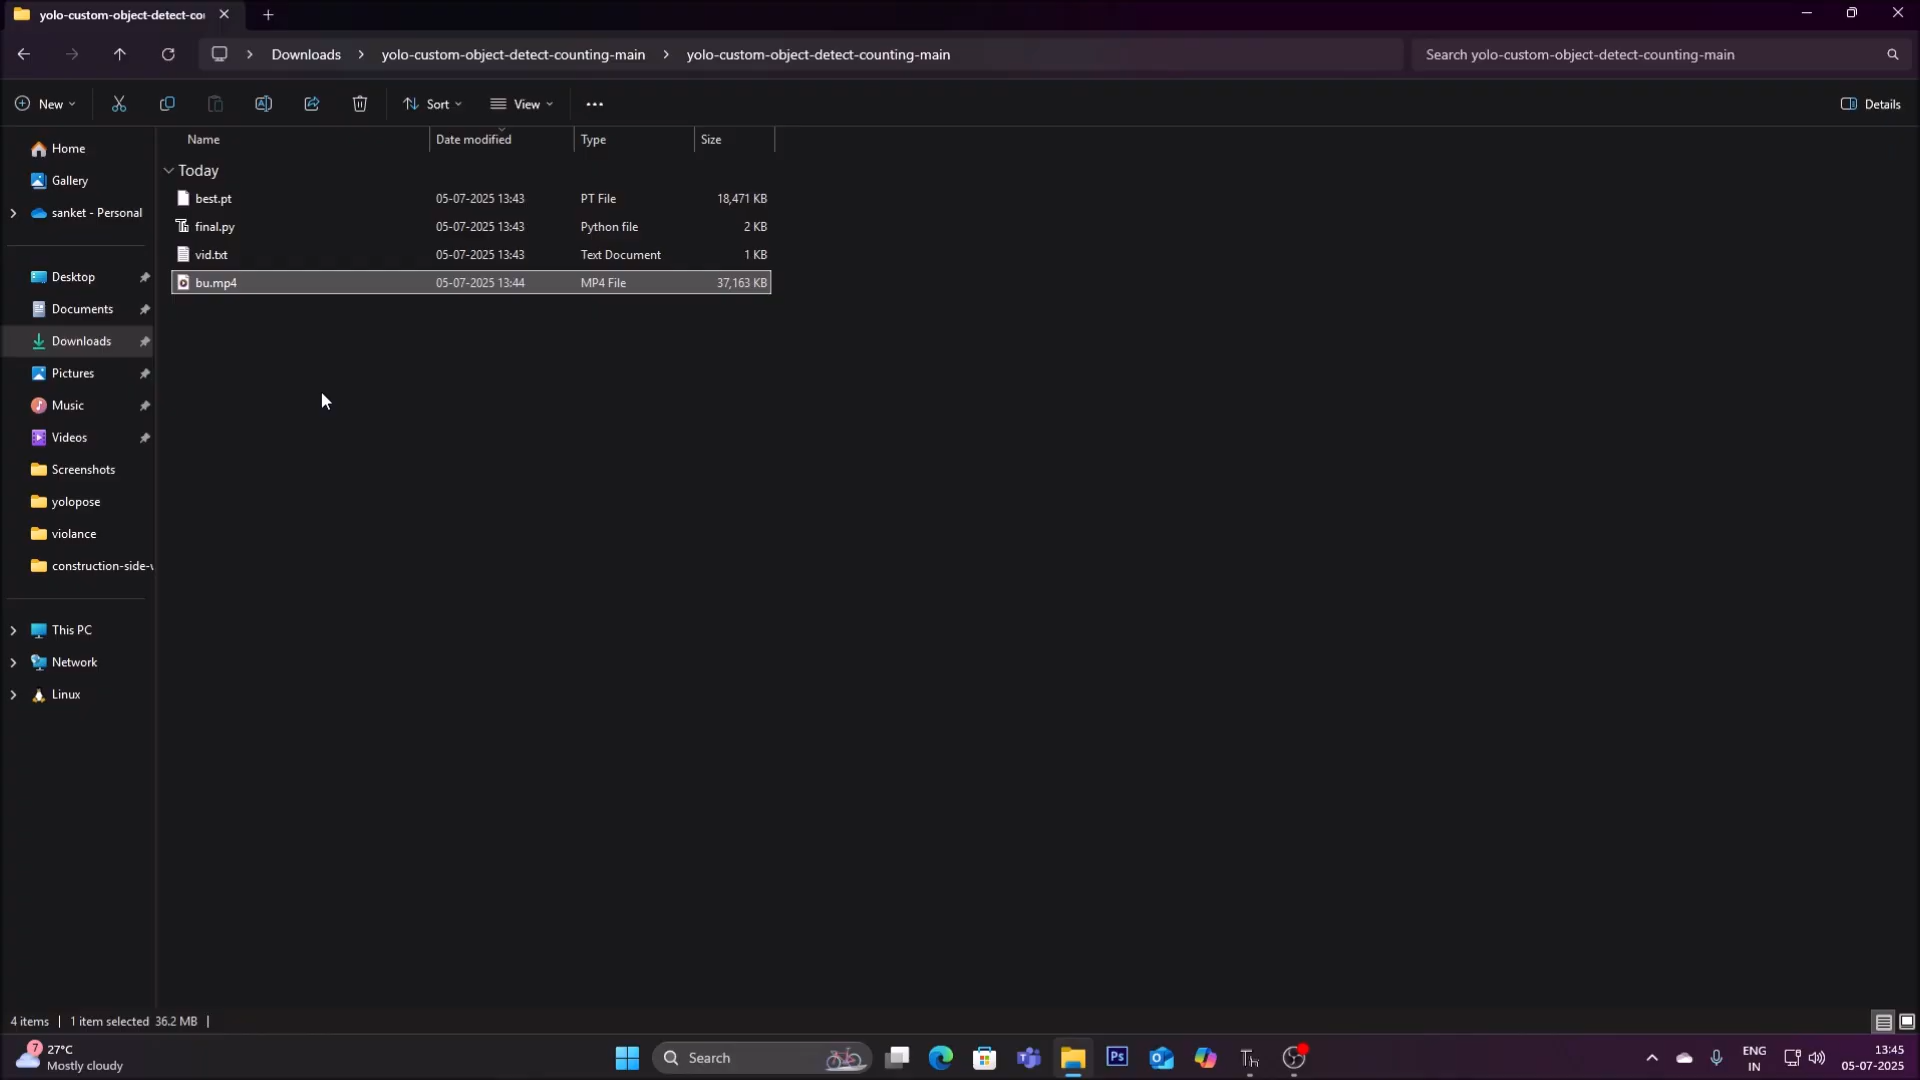 yolo-custom-object-detect-co
Downloads > yolo-custom-object-detect-counting-main > yolo-custom-object-detect-counting-main
Search yolo-custom-object-detect-counting-main
New
Sort
View
Details
Name Date modified Type Size
Today
best.pt 05-07-2025 13:43 PT File 18,471 KB
final.py 05-07-2025 13:43 Python file 2 KB
vid.txt 05-07-2025 13:43 Text Document 1 KB
bu.mp4 05-07-2025 13:44 MP4 File 37,163 KB
Home
Gallery
sanket - Personal
Desktop
Documents
Downloads
Pictures
Music
Videos
Screenshots
yolopose
violance
construction-side-v
This PC
Network
Linux
4 items | 1 item selected 36.2 MB |
7
27°C
Mostly cloudy
Search
Ps
Th
ENG
IN
13:45
05-07-2025